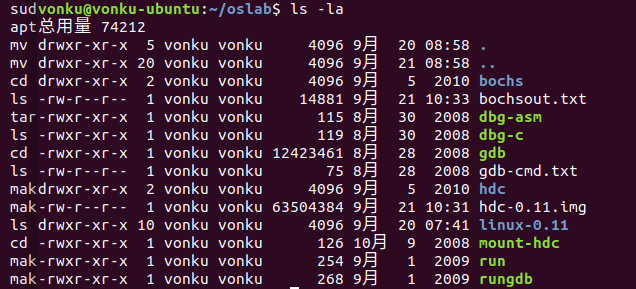 sudvonku@vonku-ubuntu:~/oslab$ ls -la
apt总用量 74212
mv drwxr-xr-x 5 vonku vonku 4096 9月 20 08:58 .
mv drwxr-xr-x 20 vonku vonku 4096 9月 21 08:58 ..
cd drwxr-xr-x 2 vonku vonku 4096 9月 5 2010 bochs
ls -rw-r--r-- 1 vonku vonku 14881 9月 21 10:33 bochsout.txt
tar-rwxr-xr-x 1 vonku vonku 115 8月 30 2008 dbg-asm
ls -rwxr-xr-x 1 vonku vonku 119 8月 30 2008 dbg-c
cd -rwxr-xr-x 1 vonku vonku 12423461 8月 28 2008 gdb
ls -rw-r--r-- 1 vonku vonku 75 8月 28 2008 gdb-cmd.txt
makdrwxr-xr-x 2 vonku vonku 4096 9月 5 2010 hdc
mak-rw-r--r-- 1 vonku vonku 63504384 9月 21 10:31 hdc-0.11.img
ls drwxr-xr-x 10 vonku vonku 4096 9月 20 07:41 linux-0.11
cd -rwxr-xr-x 1 vonku vonku 126 10月 9 2008 mount-hdc
mak-rwxr-xr-x 1 vonku vonku 254 9月 1 2009 run
mak-rwxr-xr-x 1 vonku vonku 268 9月 1 2009 rungdb